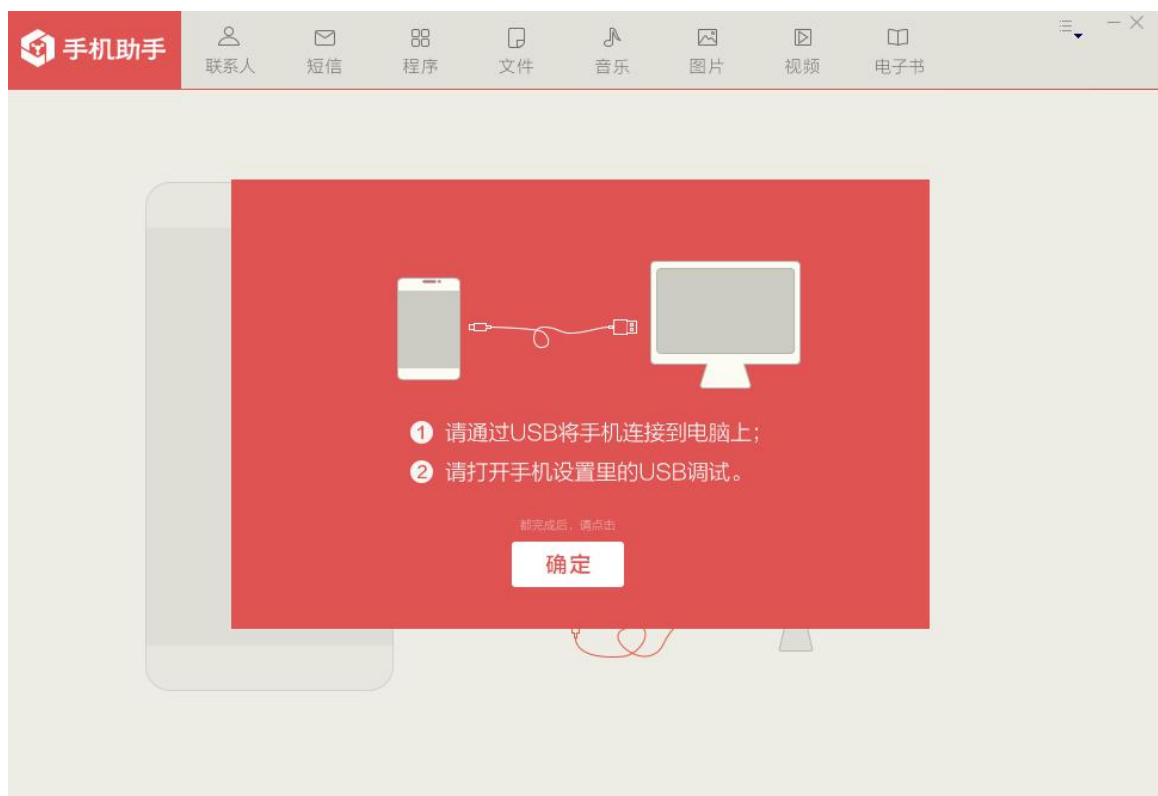 手机助手
联系人
短信
程序
文件
音乐
图片
视频
电子书
1 请通过USB将手机连接到电脑上；
2 请打开手机设置里的USB调试。
都完成后，请点击
确定